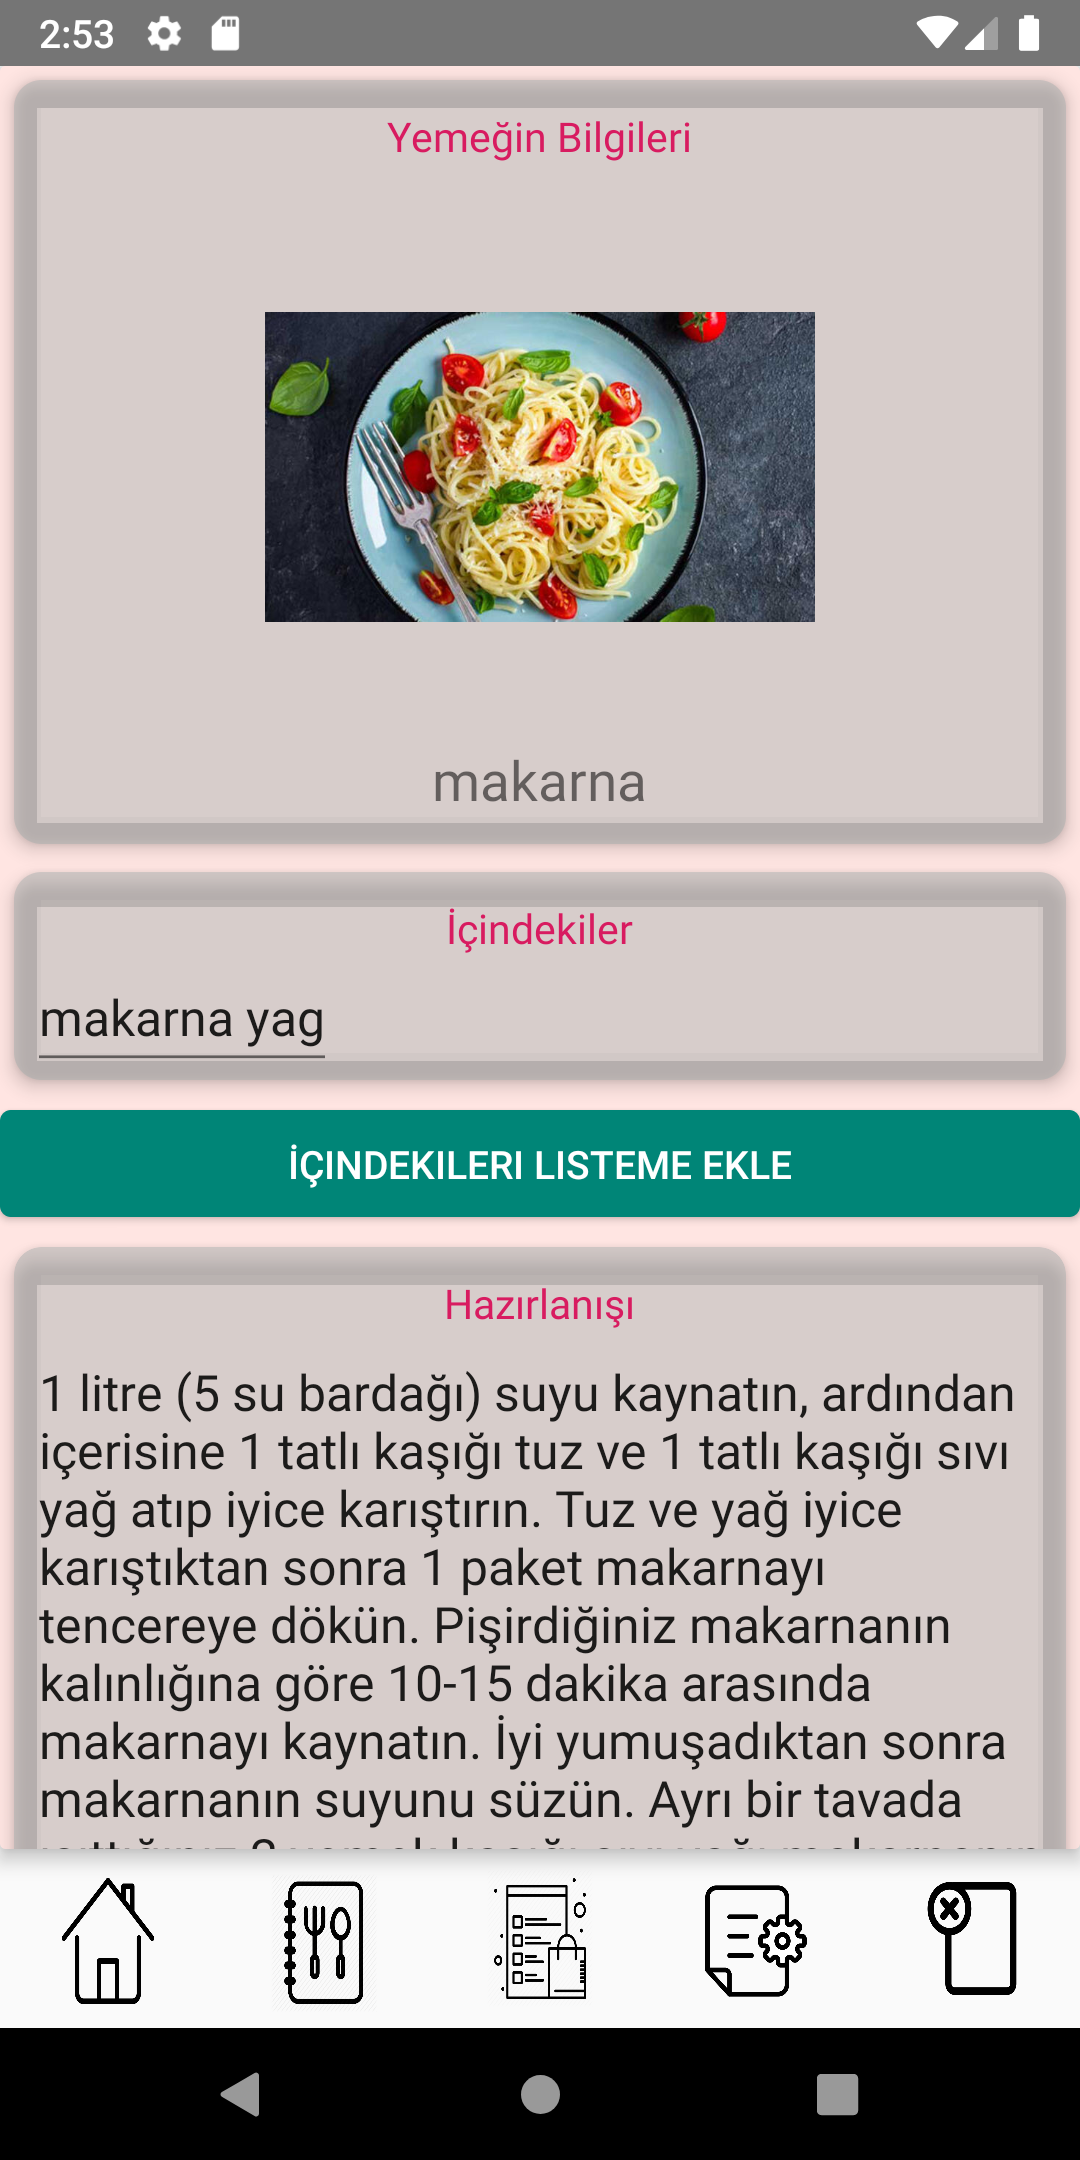 2:53
Yemeğin Bilgileri
makarna
İçindekiler
makarna yag
İÇINDEKILERI LISTEME EKLE
Hazırlanışı
1 litre (5 su bardağı) suyu kaynatın, ardından
içerisine 1 tatlı kaşığı tuz ve 1 tatlı kaşığı sıvı
yağ atıp iyice karıştırın. Tuz ve yağ iyice
karıştıktan sonra 1 paket makarnayı
tencereye dökün. Pişirdiğiniz makarnanın
kalınlığına göre 10-15 dakika arasında
makarnayı kaynatın. İyi yumuşadıktan sonra
makarnanın suyunu süzün. Ayrı bir tavada